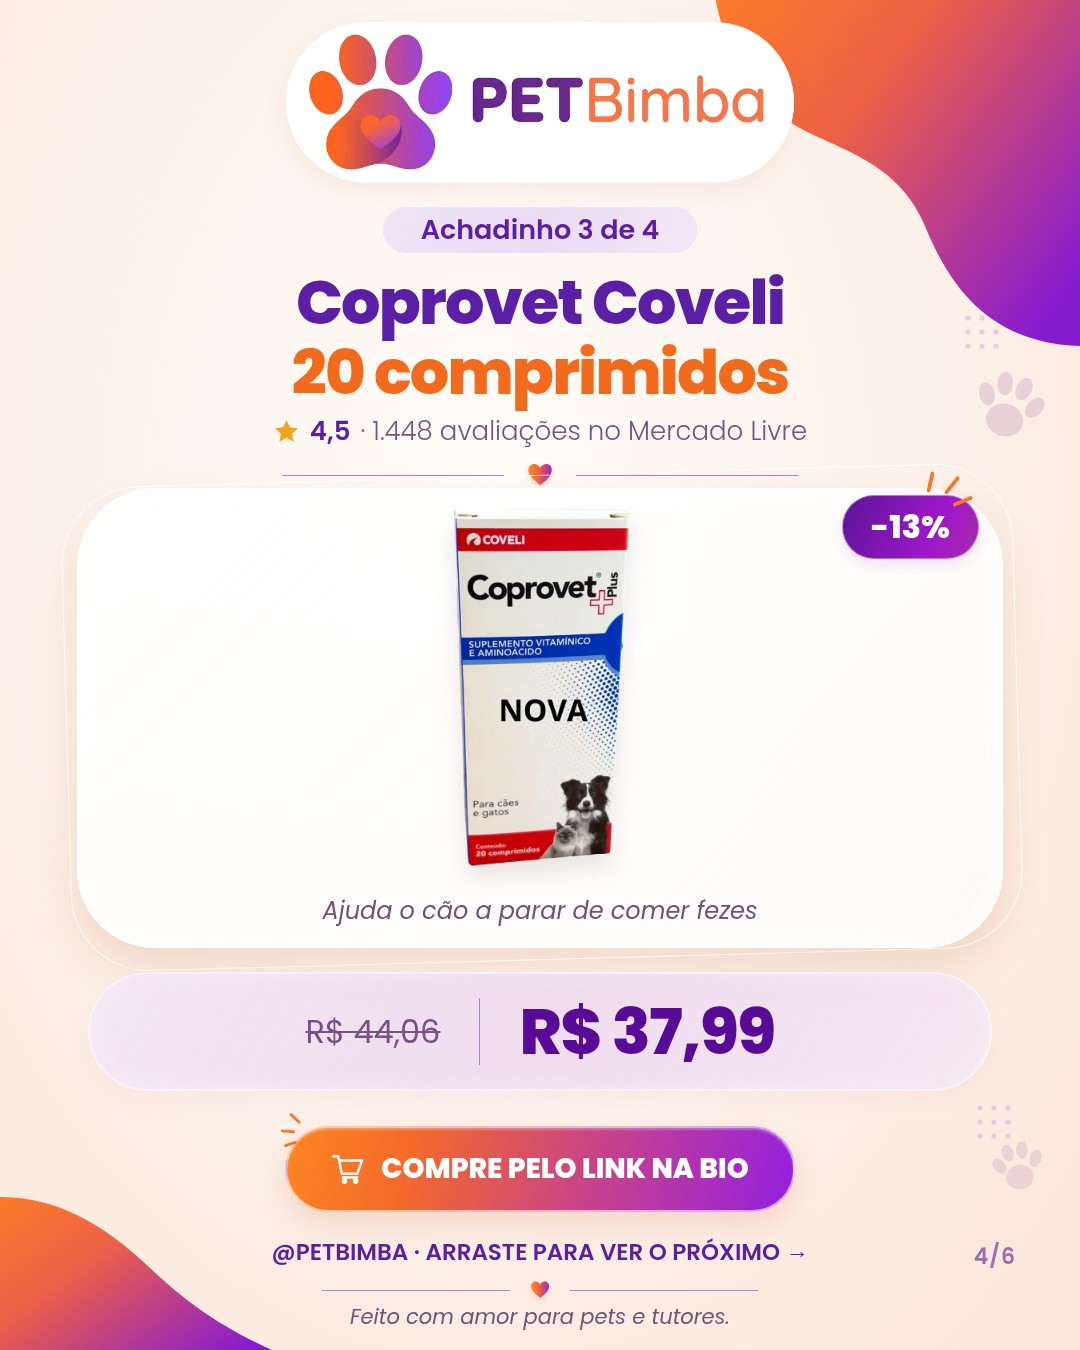 PETBimba
Achadinho 3 de 4
Coprovet Coveli
20 comprimidos
4,5 · 1.448 avaliações no Mercado Livre
-13%
COVELI
Coprovet® Plus
SUPLEMENTO VITAMÍNICO
E AMINOÁCIDO
NOVA
Para cães
e gatos
Conteúdo:
20 comprimidos
Ajuda o cão a parar de comer fezes
R$ 44,06
R$ 37,99
COMPRE PELO LINK NA BIO
@PETBIMBA · ARRASTE PARA VER O PRÓXIMO →
4/6
Feito com amor para pets e tutores.